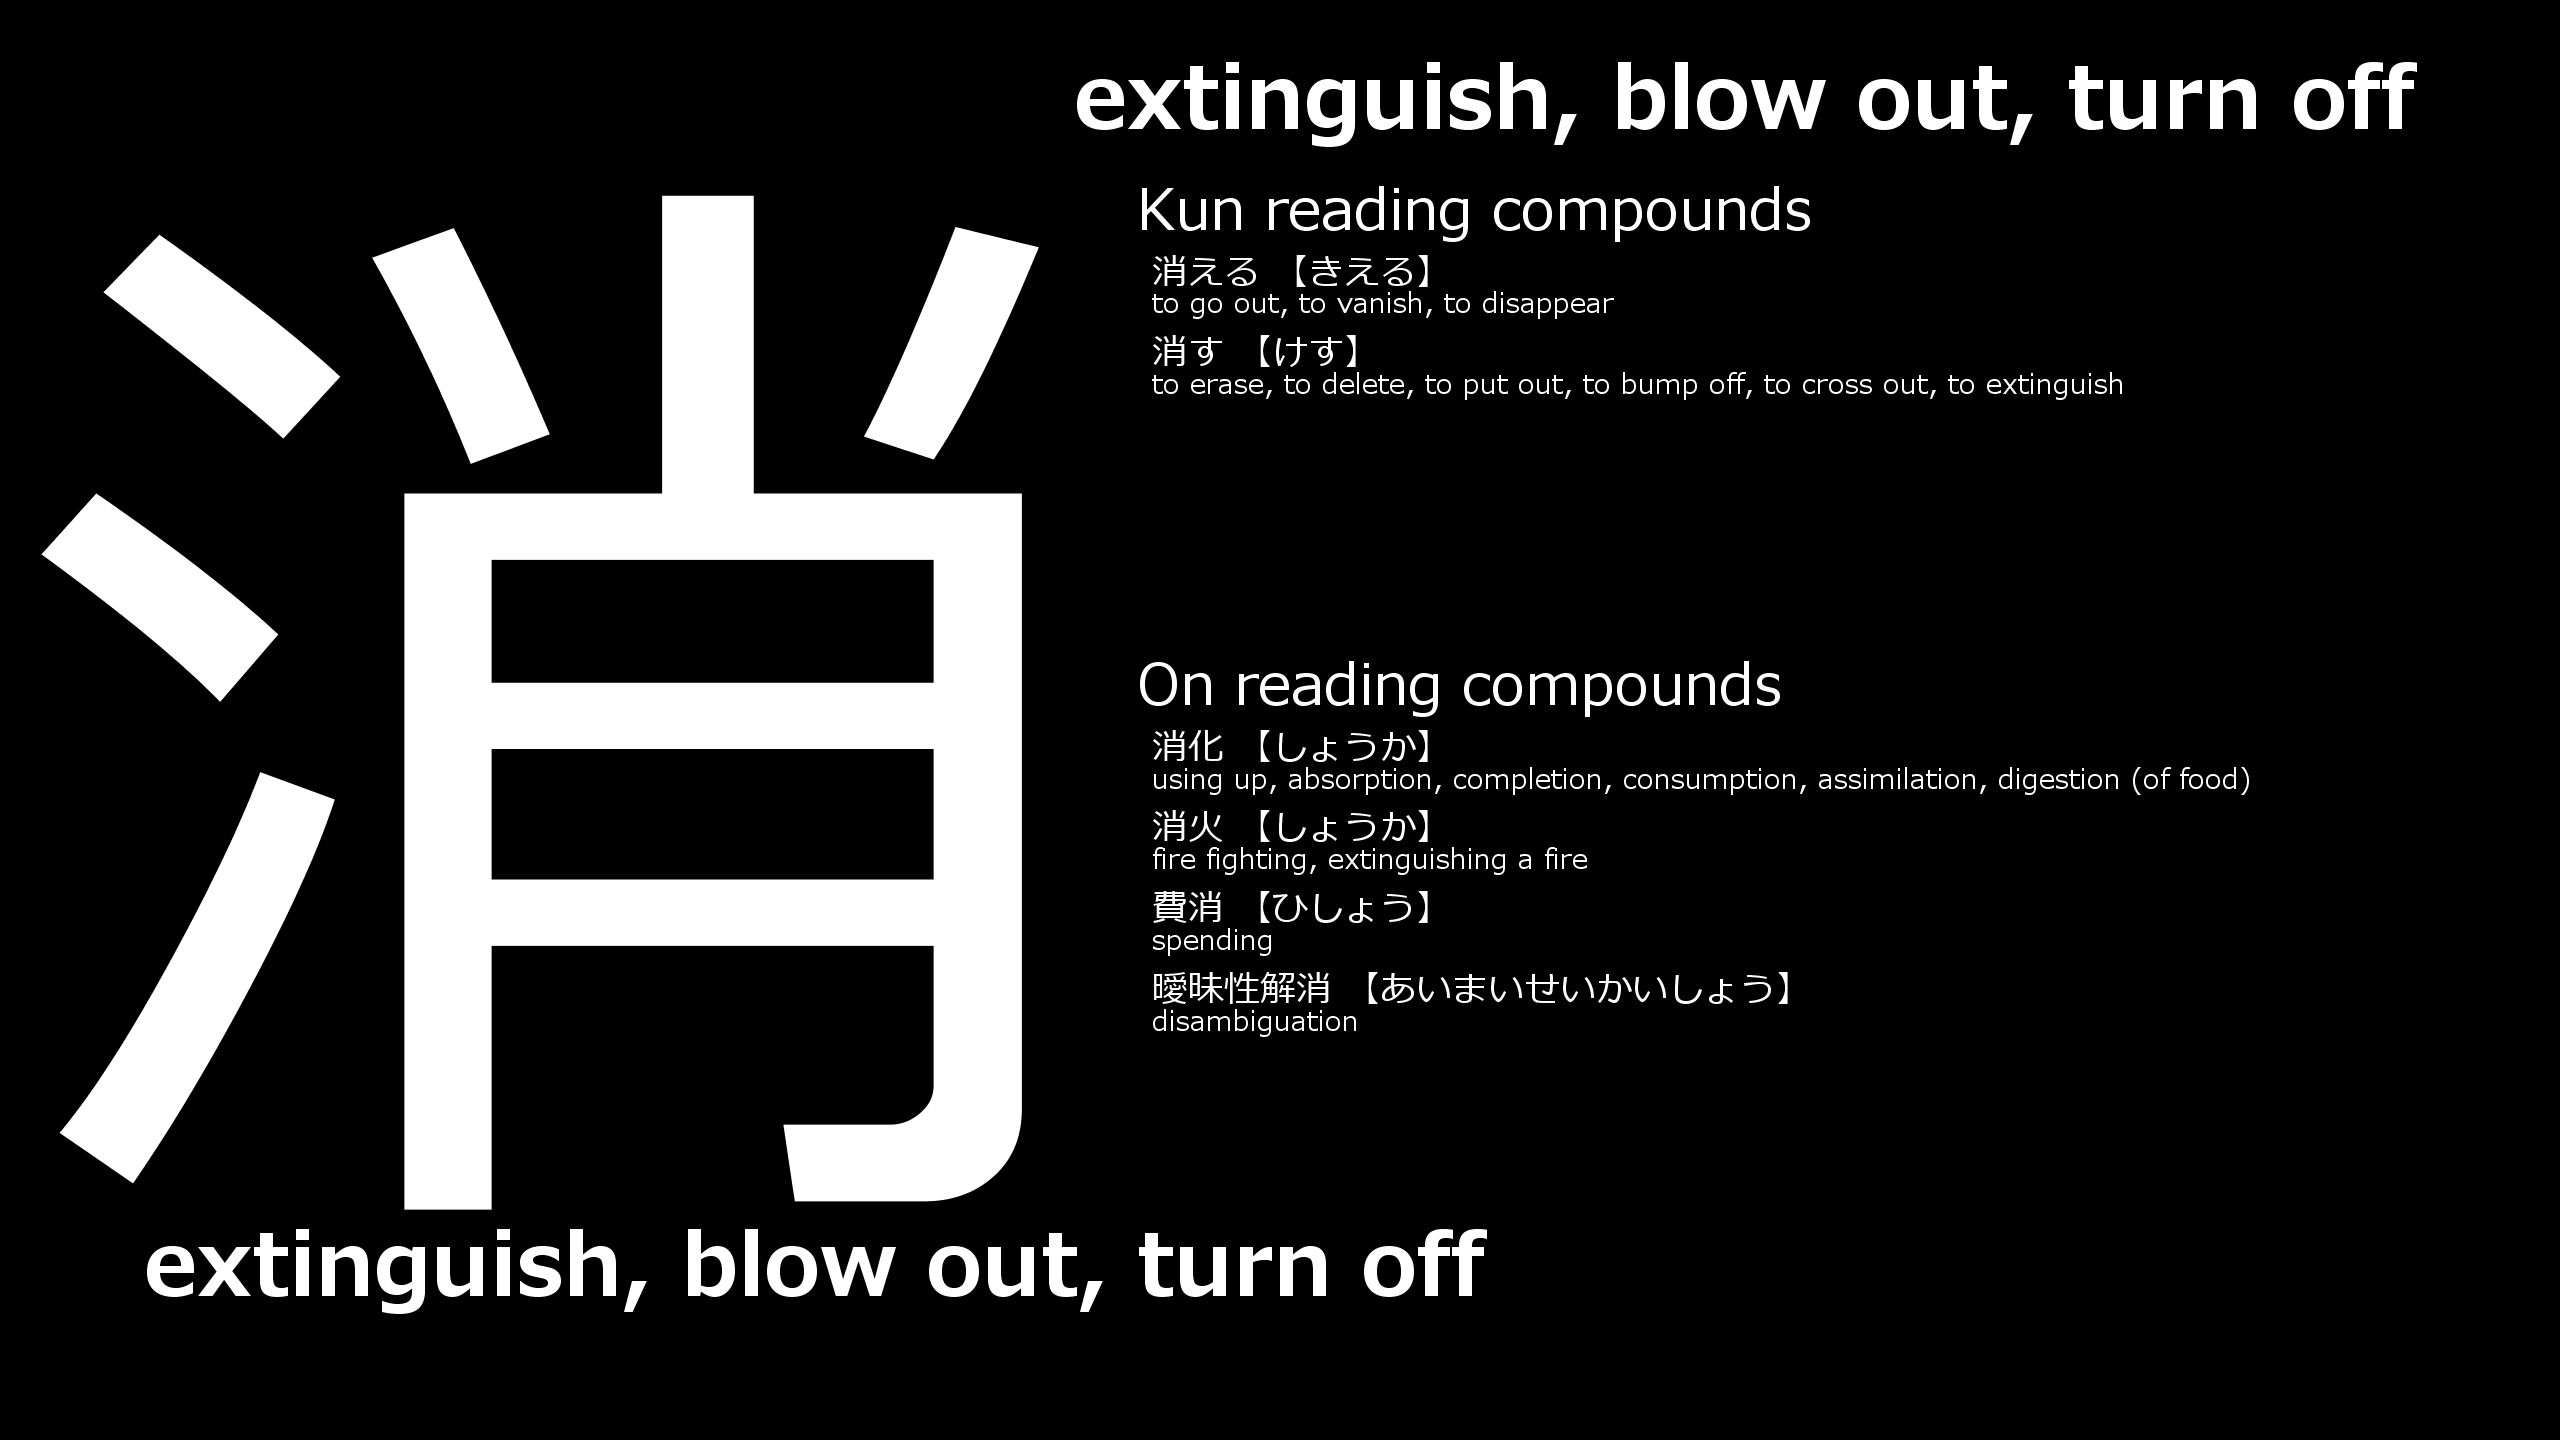 extinguish, blow out, turn off
消
Kun reading compounds
消える 【きえる】
to go out, to vanish, to disappear
消す 【けす】
to erase, to delete, to put out, to bump off, to cross out, to extinguish
On reading compounds
消化 【しょうか】
using up, absorption, completion, consumption, assimilation, digestion (of food)
消火 【しょうか】
fire fighting, extinguishing a fire
費消 【ひしょう】
spending
曖昧性解消 【あいまいせいかいしょう】
disambiguation
extinguish, blow out, turn off